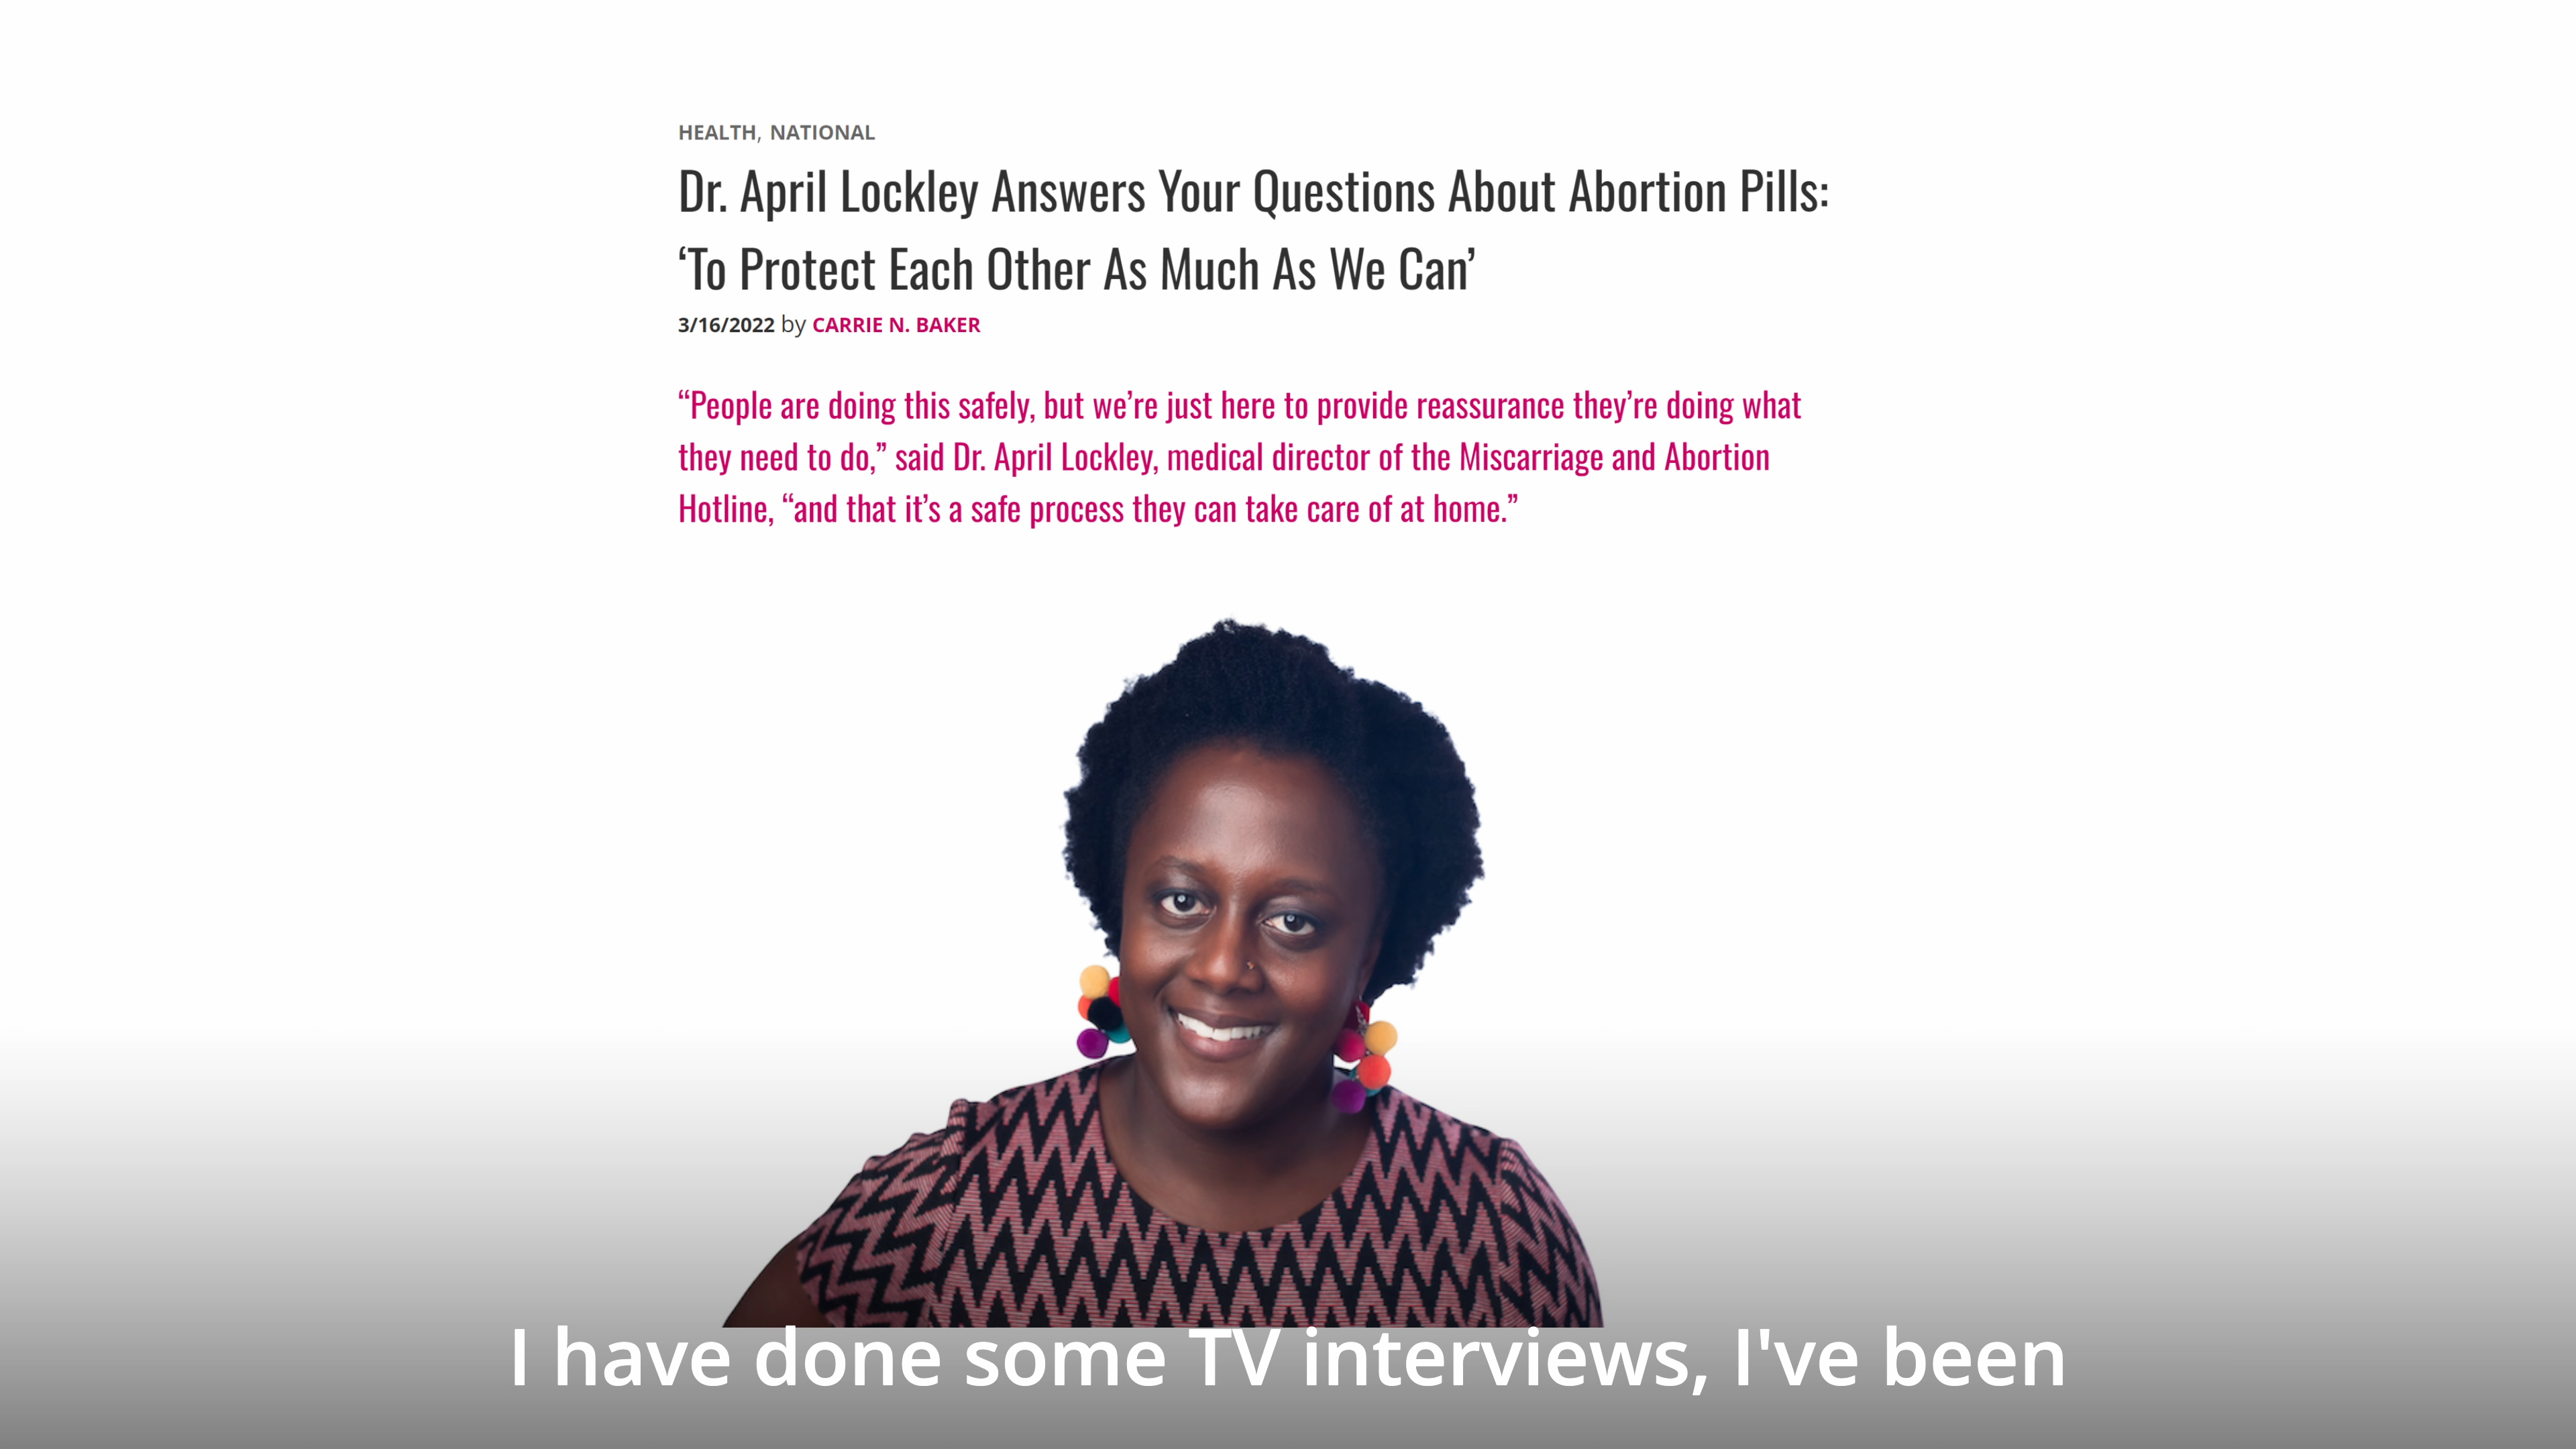 HEALTH, NATIONAL
Dr. April Lockley Answers Your Questions About Abortion Pills:
‘To Protect Each Other As Much As We Can’
3/16/2022 by CARRIE N. BAKER
“People are doing this safely, but we’re just here to provide reassurance they’re doing what
they need to do,” said Dr. April Lockley, medical director of the Miscarriage and Abortion
Hotline, “and that it’s a safe process they can take care of at home.”
I have done some TV interviews, I've been